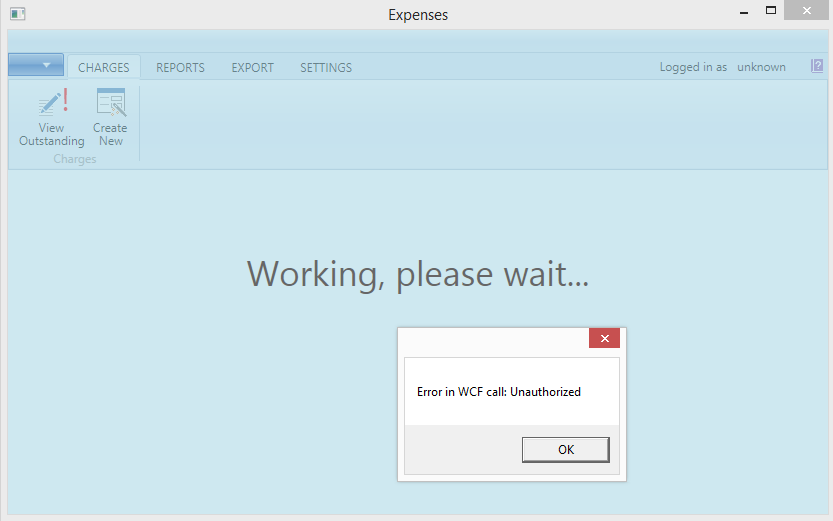 Expenses
CHARGES REPORTS EXPORT SETTINGS Logged in as unknown ?
View Outstanding
Create New
Charges
Working, please wait...
Error in WCF call: Unauthorized
OK